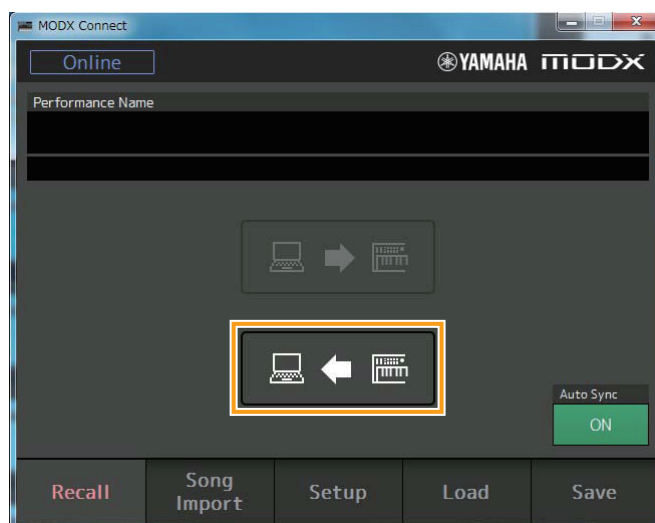 MODX Connect
Online
YAMAHA MODX
Performance Name
Auto Sync
ON
Recall
Song
Import
Setup
Load
Save